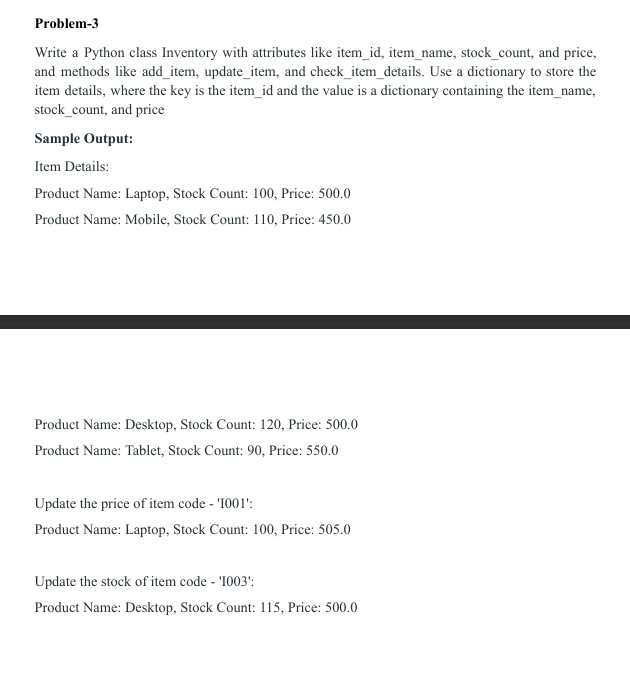 Problem-3
Write a Python class Inventory with attributes like item_id, item_name, stock_count, and price,
and methods like add_item, update_item, and check_item_details. Use a dictionary to store the
item details, where the key is the item_id and the value is a dictionary containing the item_name,
stock_count, and price
Sample Output:
Item Details:
Product Name: Laptop, Stock Count: 100, Price: 500.0
Product Name: Mobile, Stock Count: 110, Price: 450.0
Product Name: Desktop, Stock Count: 120, Price: 500.0
Product Name: Tablet, Stock Count: 90, Price: 550.0
Update the price of item code - 'I001':
Product Name: Laptop, Stock Count: 100, Price: 505.0
Update the stock of item code - 'I003':
Product Name: Desktop, Stock Count: 115, Price: 500.0